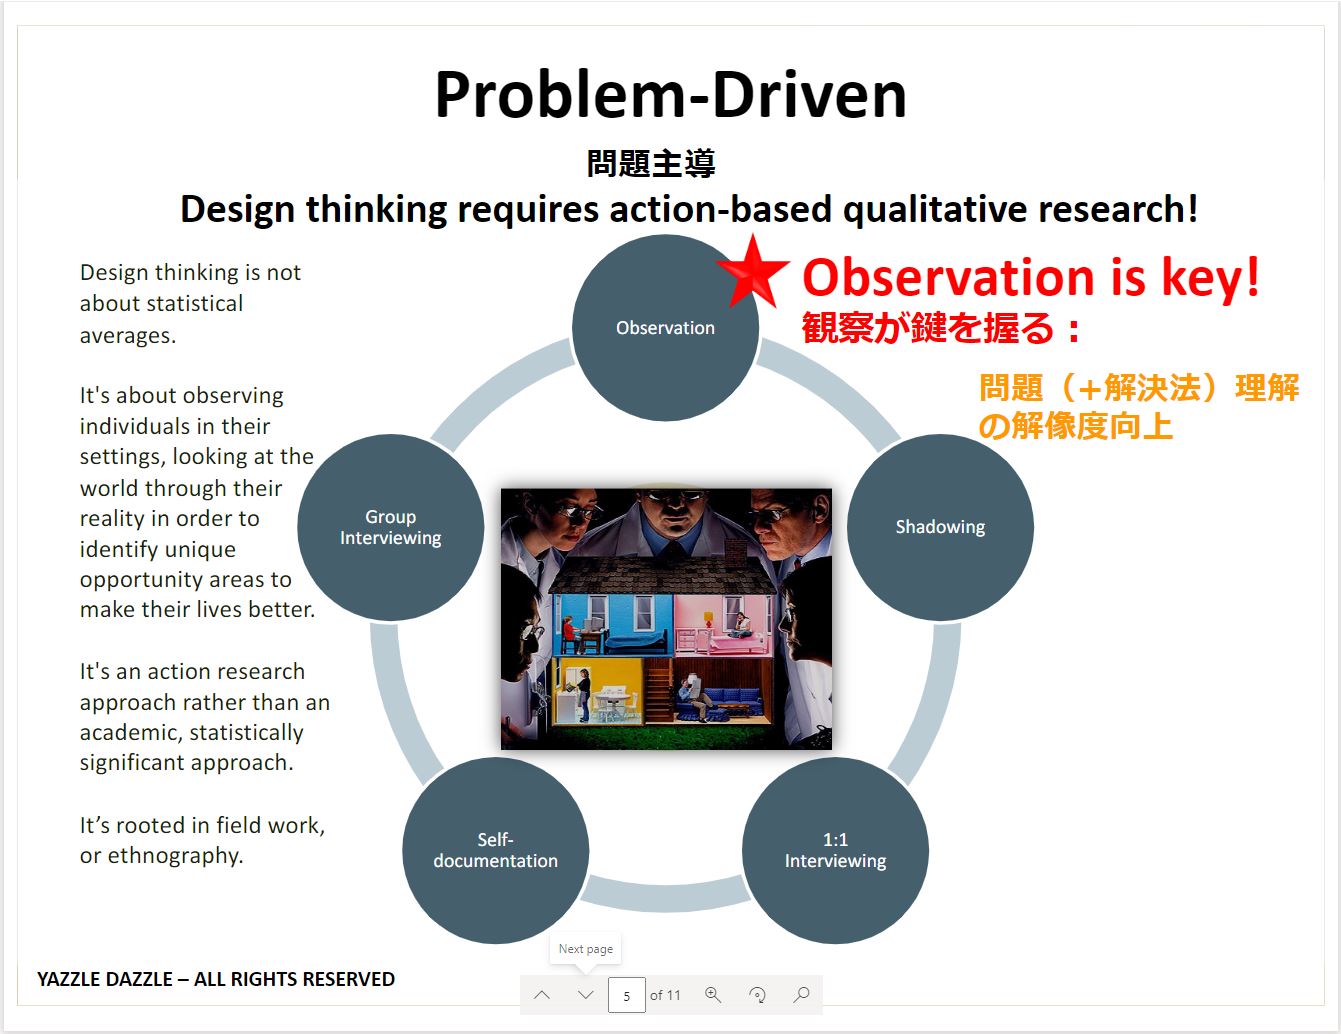 Problem-Driven
問題主導
Design thinking requires action-based qualitative research!
Observation is key!
観察が鍵を握る：
問題（+解決法）理解
の解像度向上
Design thinking is not
about statistical
averages.
It's about observing
individuals in their
settings, looking at the
world through their
reality in order to
identify unique
opportunity areas to
make their lives better.
It's an action research
approach rather than an
academic, statistically
significant approach.
It’s rooted in field work,
or ethnography.
Observation
Shadowing
1:1
Interviewing
Self-
documentation
Group
Interviewing
YAZZLE DAZZLE – ALL RIGHTS RESERVED
Next page
5 of 11